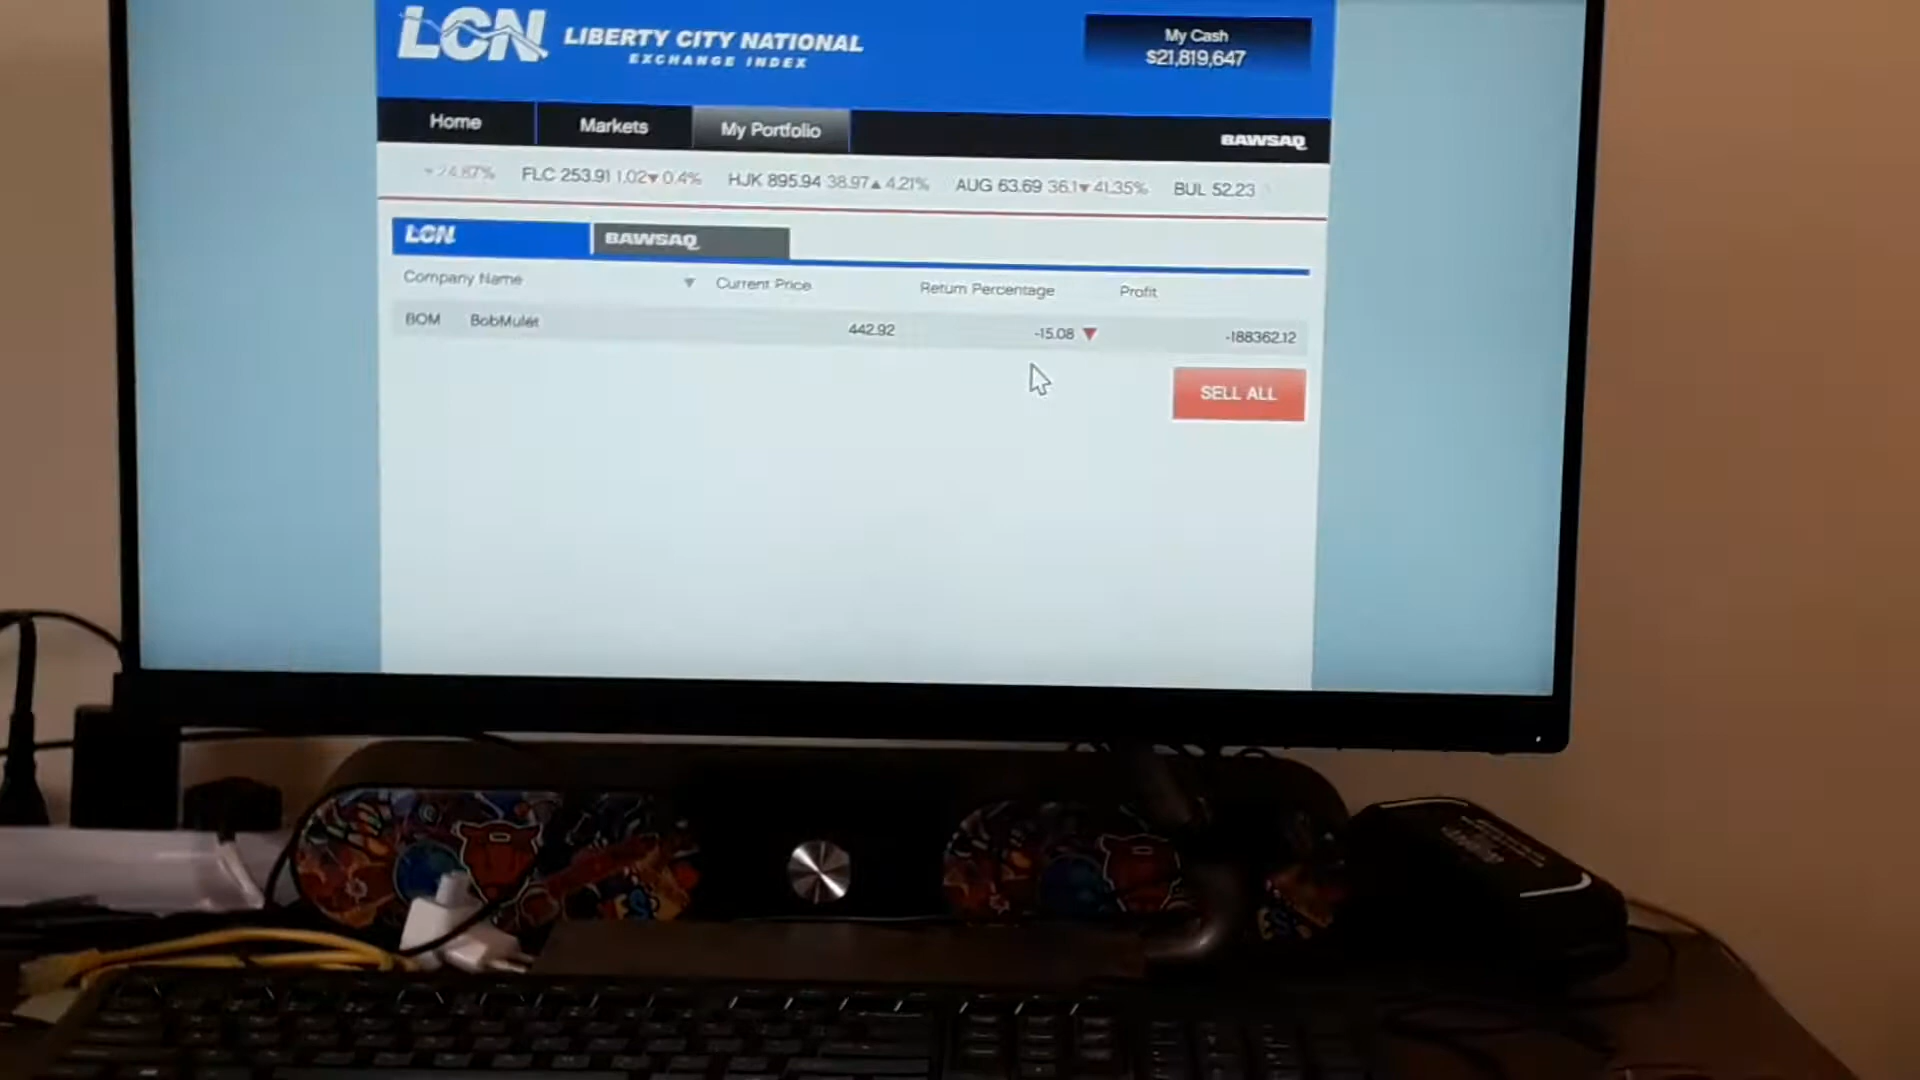 LCN LIBERTY CITY NATIONAL
EXCHANGE INDEX
My Cash
$21,819,647
Home Markets My Portfolio BAWSAQ
24.87% FLC 253.91 1.02▼ 0.4% HJK 895.94 38.97▲ 4.21% AUG 63.69 36.1▼ 41.35% BUL 52.23
LCN BAWSAQ
Company Name ▼ Current Price Return Percentage Profit
BOM BobMulét 442.92 -15.08 ▼ -188362.12
SELL ALL